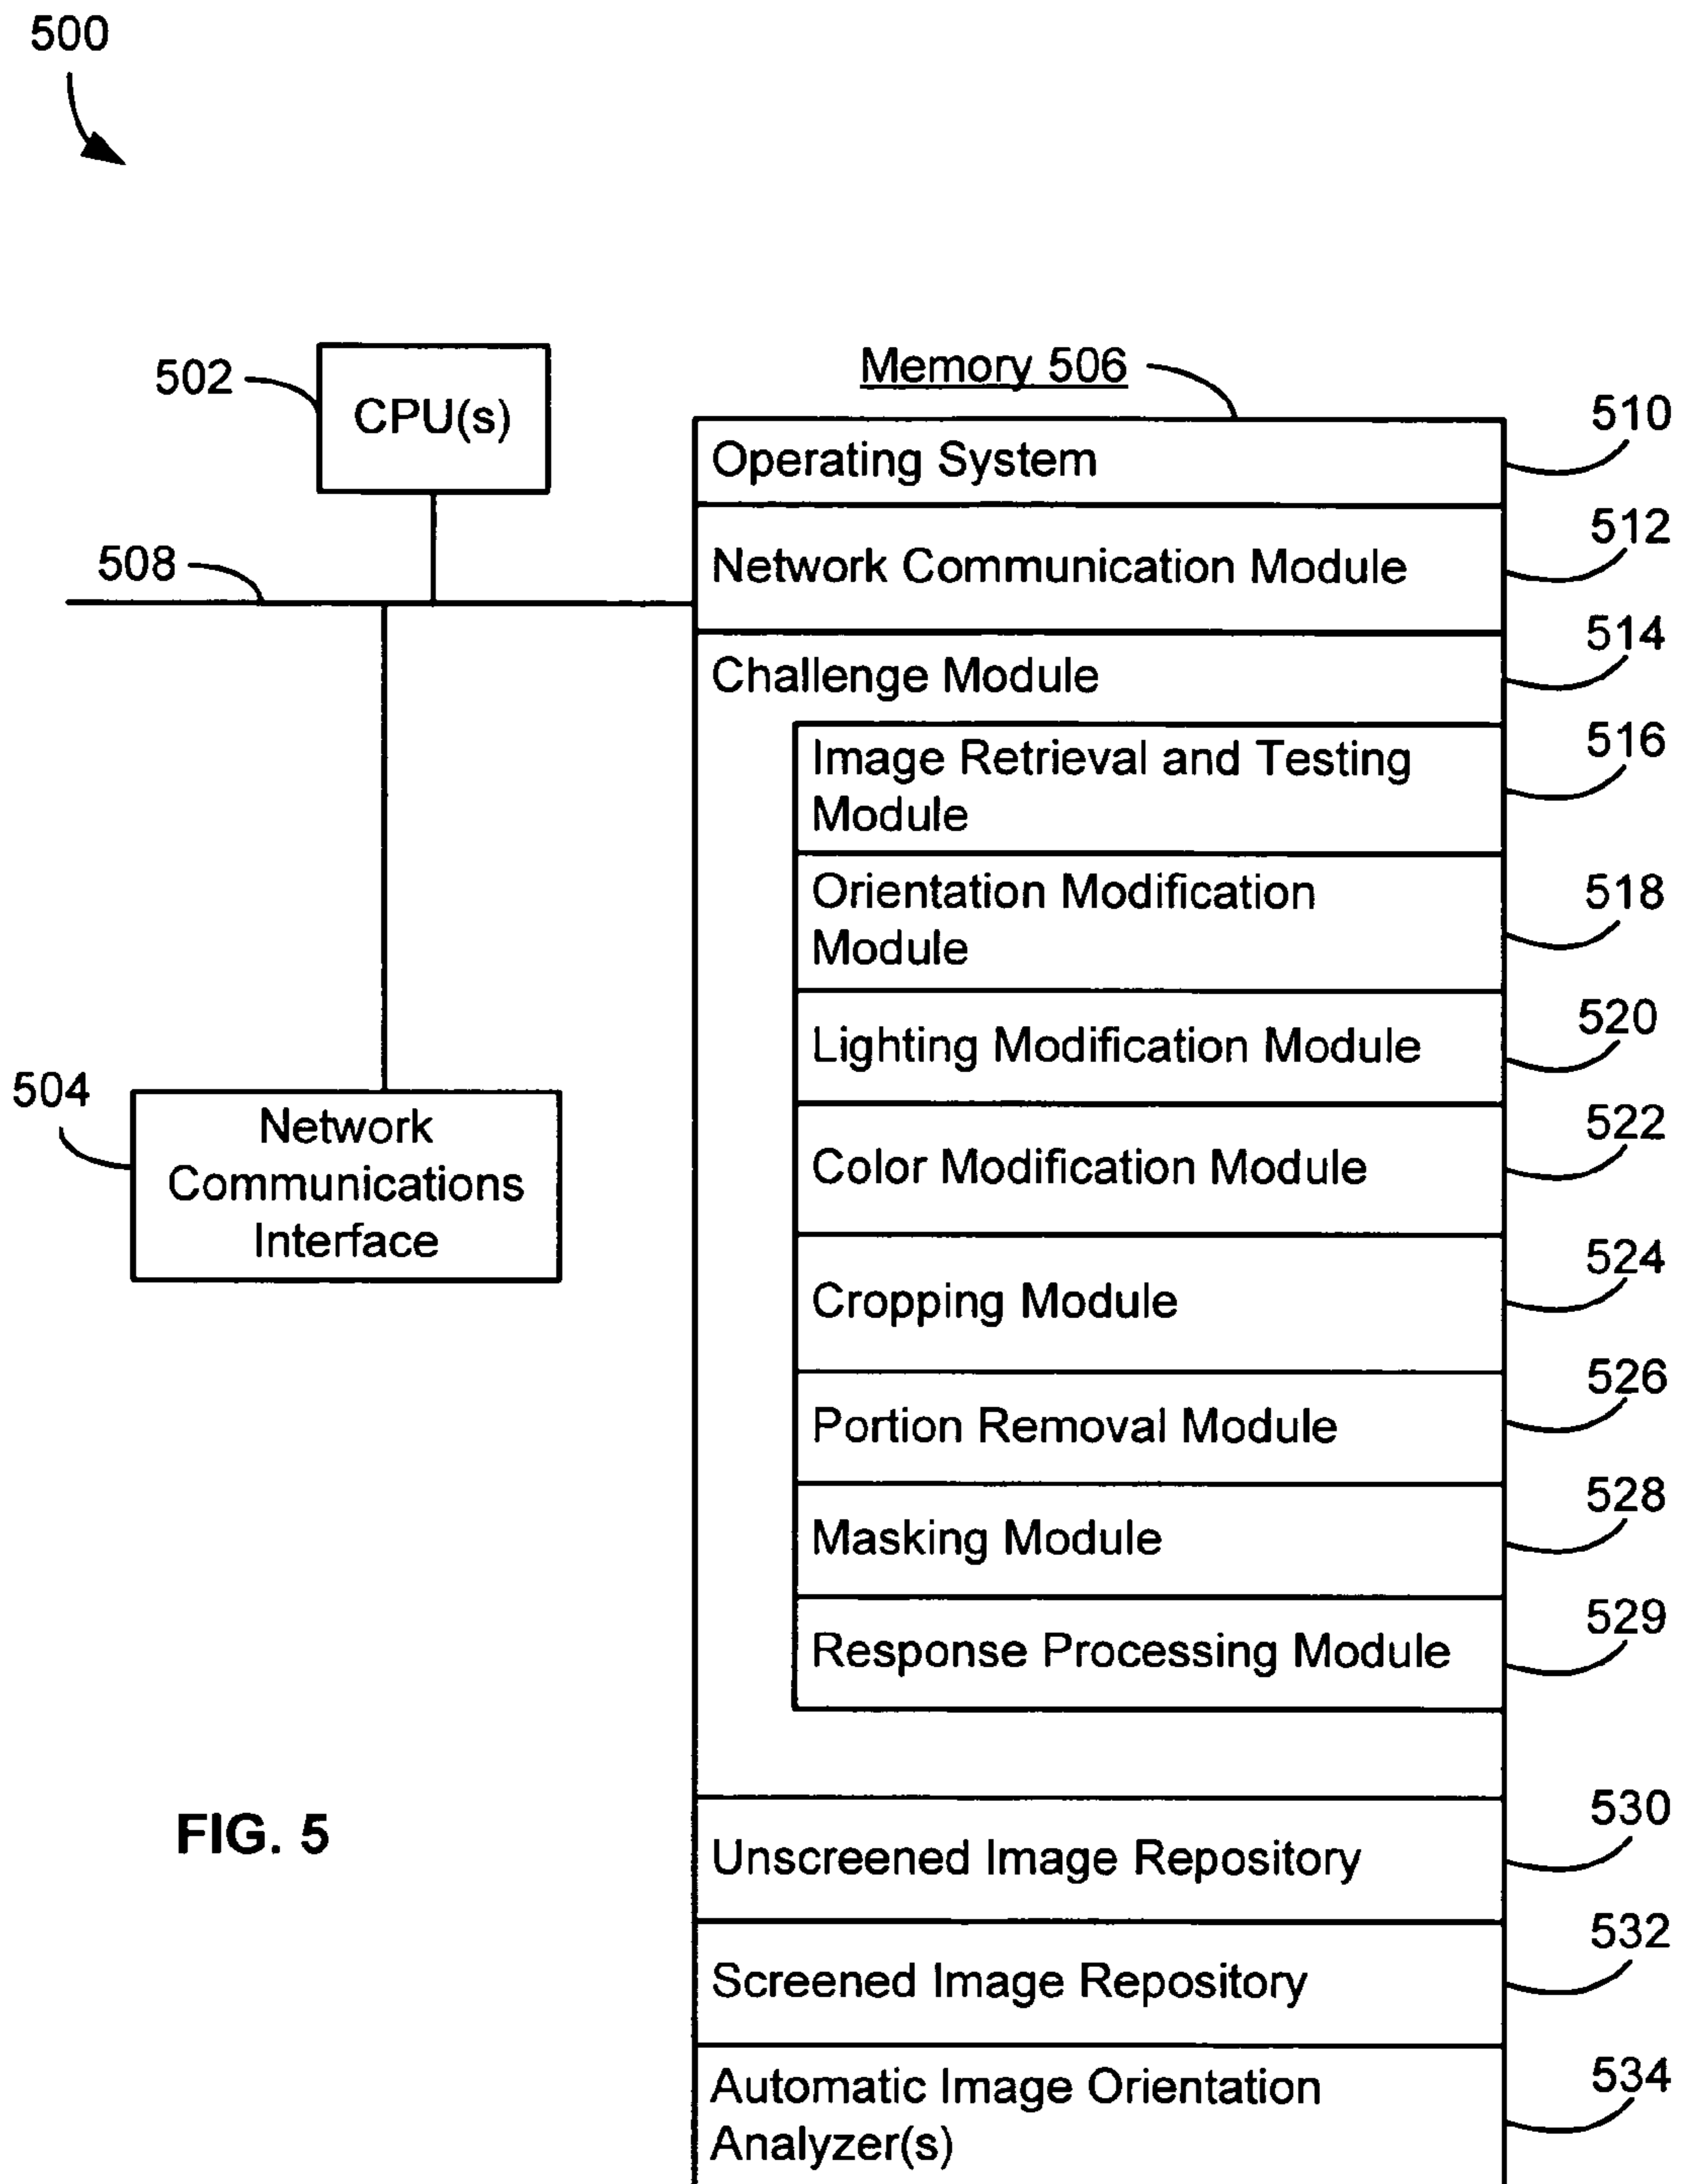 500
502
CPU(s)
Memory 506
508
504
Network
Communications
Interface
Operating System
510
Network Communication Module
512
Challenge Module
514
Image Retrieval and Testing
Module
516
Orientation Modification
Module
518
Lighting Modification Module
520
Color Modification Module
522
Cropping Module
524
Portion Removal Module
526
Masking Module
528
Response Processing Module
529
Unscreened Image Repository
530
Screened Image Repository
532
Automatic Image Orientation
Analyzer(s)
534
FIG. 5